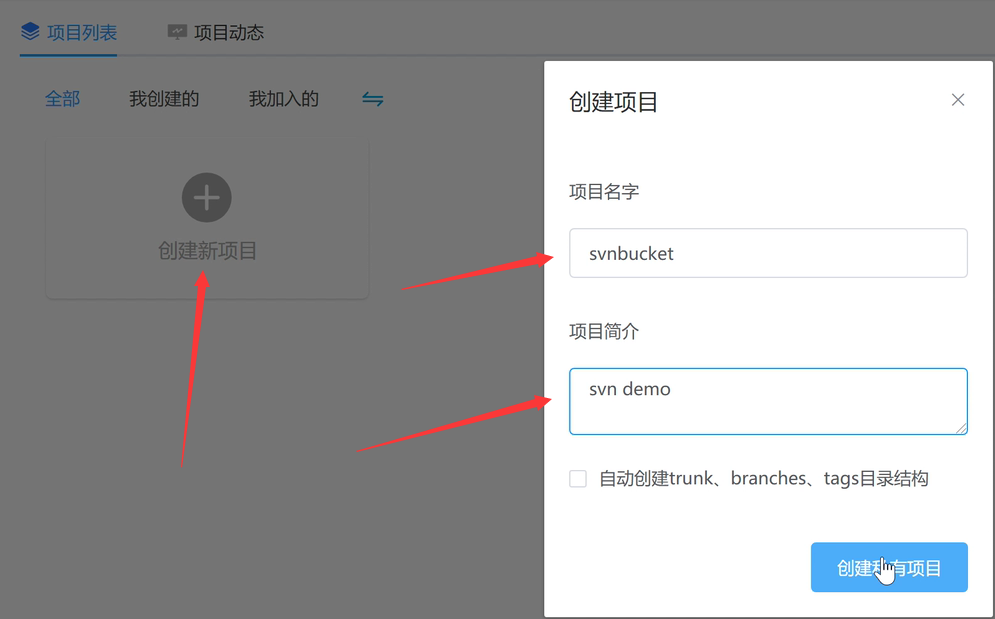 项目列表
项目动态
全部
我创建的
我加入的
创建新项目
创建项目
项目名字
svnbucket
项目简介
svn demo
自动创建trunk、branches、tags目录结构
创建私有项目